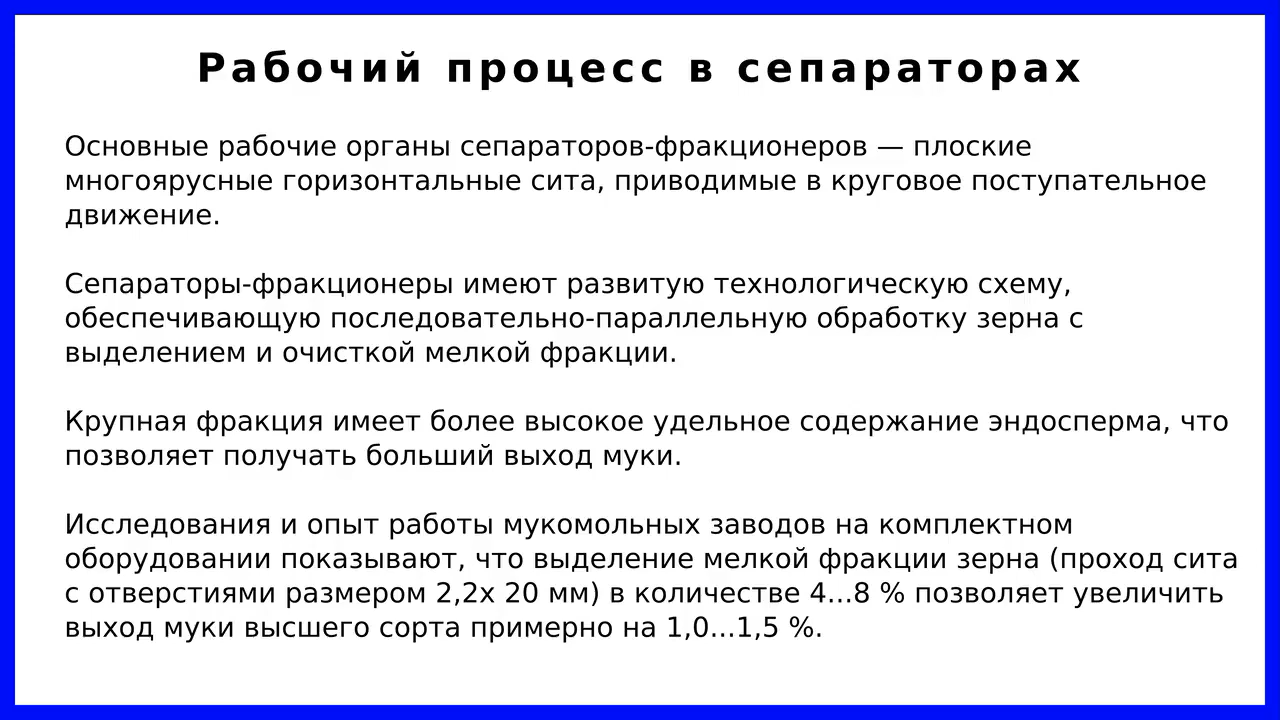 Рабочий процесс в сепараторах
Основные рабочие органы сепараторов-фракционеров — плоские
многоярусные горизонтальные сита, приводимые в круговое поступательное
движение.
Сепараторы-фракционеры имеют развитую технологическую схему,
обеспечивающую последовательно-параллельную обработку зерна с
выделением и очисткой мелкой фракции.
Крупная фракция имеет более высокое удельное содержание эндосперма, что
позволяет получать больший выход муки.
Исследования и опыт работы мукомольных заводов на комплектном
оборудовании показывают, что выделение мелкой фракции зерна (проход сита
с отверстиями размером 2,2х 20 мм) в количестве 4...8 % позволяет увеличить
выход муки высшего сорта примерно на 1,0...1,5 %.